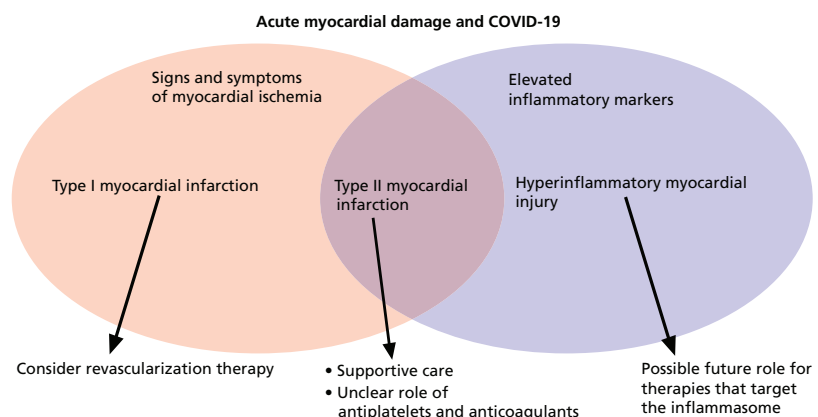 Acute myocardial damage and COVID-19
Signs and symptoms
of myocardial ischemia
Elevated
inflammatory markers
Type I myocardial infarction
Type II myocardial
infarction
Hyperinflammatory myocardial
injury
Consider revascularization therapy
• Supportive care
• Unclear role of
antiplatelets and anticoagulants
Possible future role for
therapies that target
the inflammasome